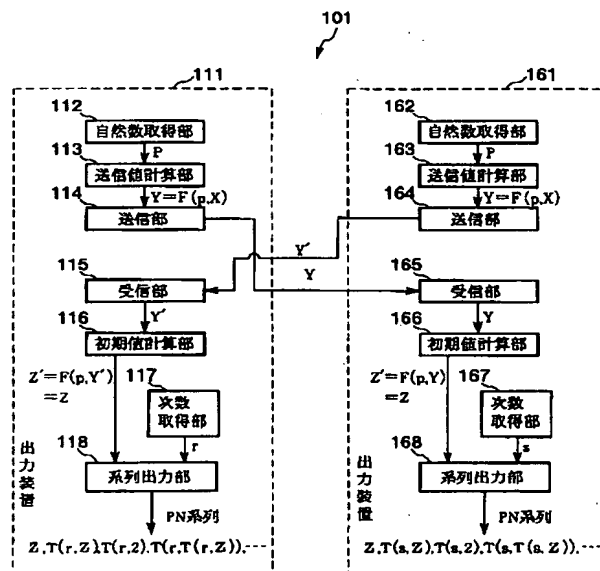 101
111
161
112
自然数取得部
P
113
送信値計算部
Y=F(p,X)
114
送信部
162
自然数取得部
P
163
送信値計算部
Y=F(p,X)
164
送信部
Y'
Y
115
受信部
Y'
116
初期値計算部
Z'=F(p,Y')
=Z
117
次数
取得部
r
118
系列出力部
出力装置
PN系列
Z,T(r,Z),T(r,2),T(r,T(r,Z)),----
165
受信部
Y
166
初期値計算部
Z'=F(p,Y)
=Z
167
次数
取得部
s
168
系列出力部
出力装置
PN系列
Z,T(s,Z),T(s,2),T(s,T(s,Z)),----